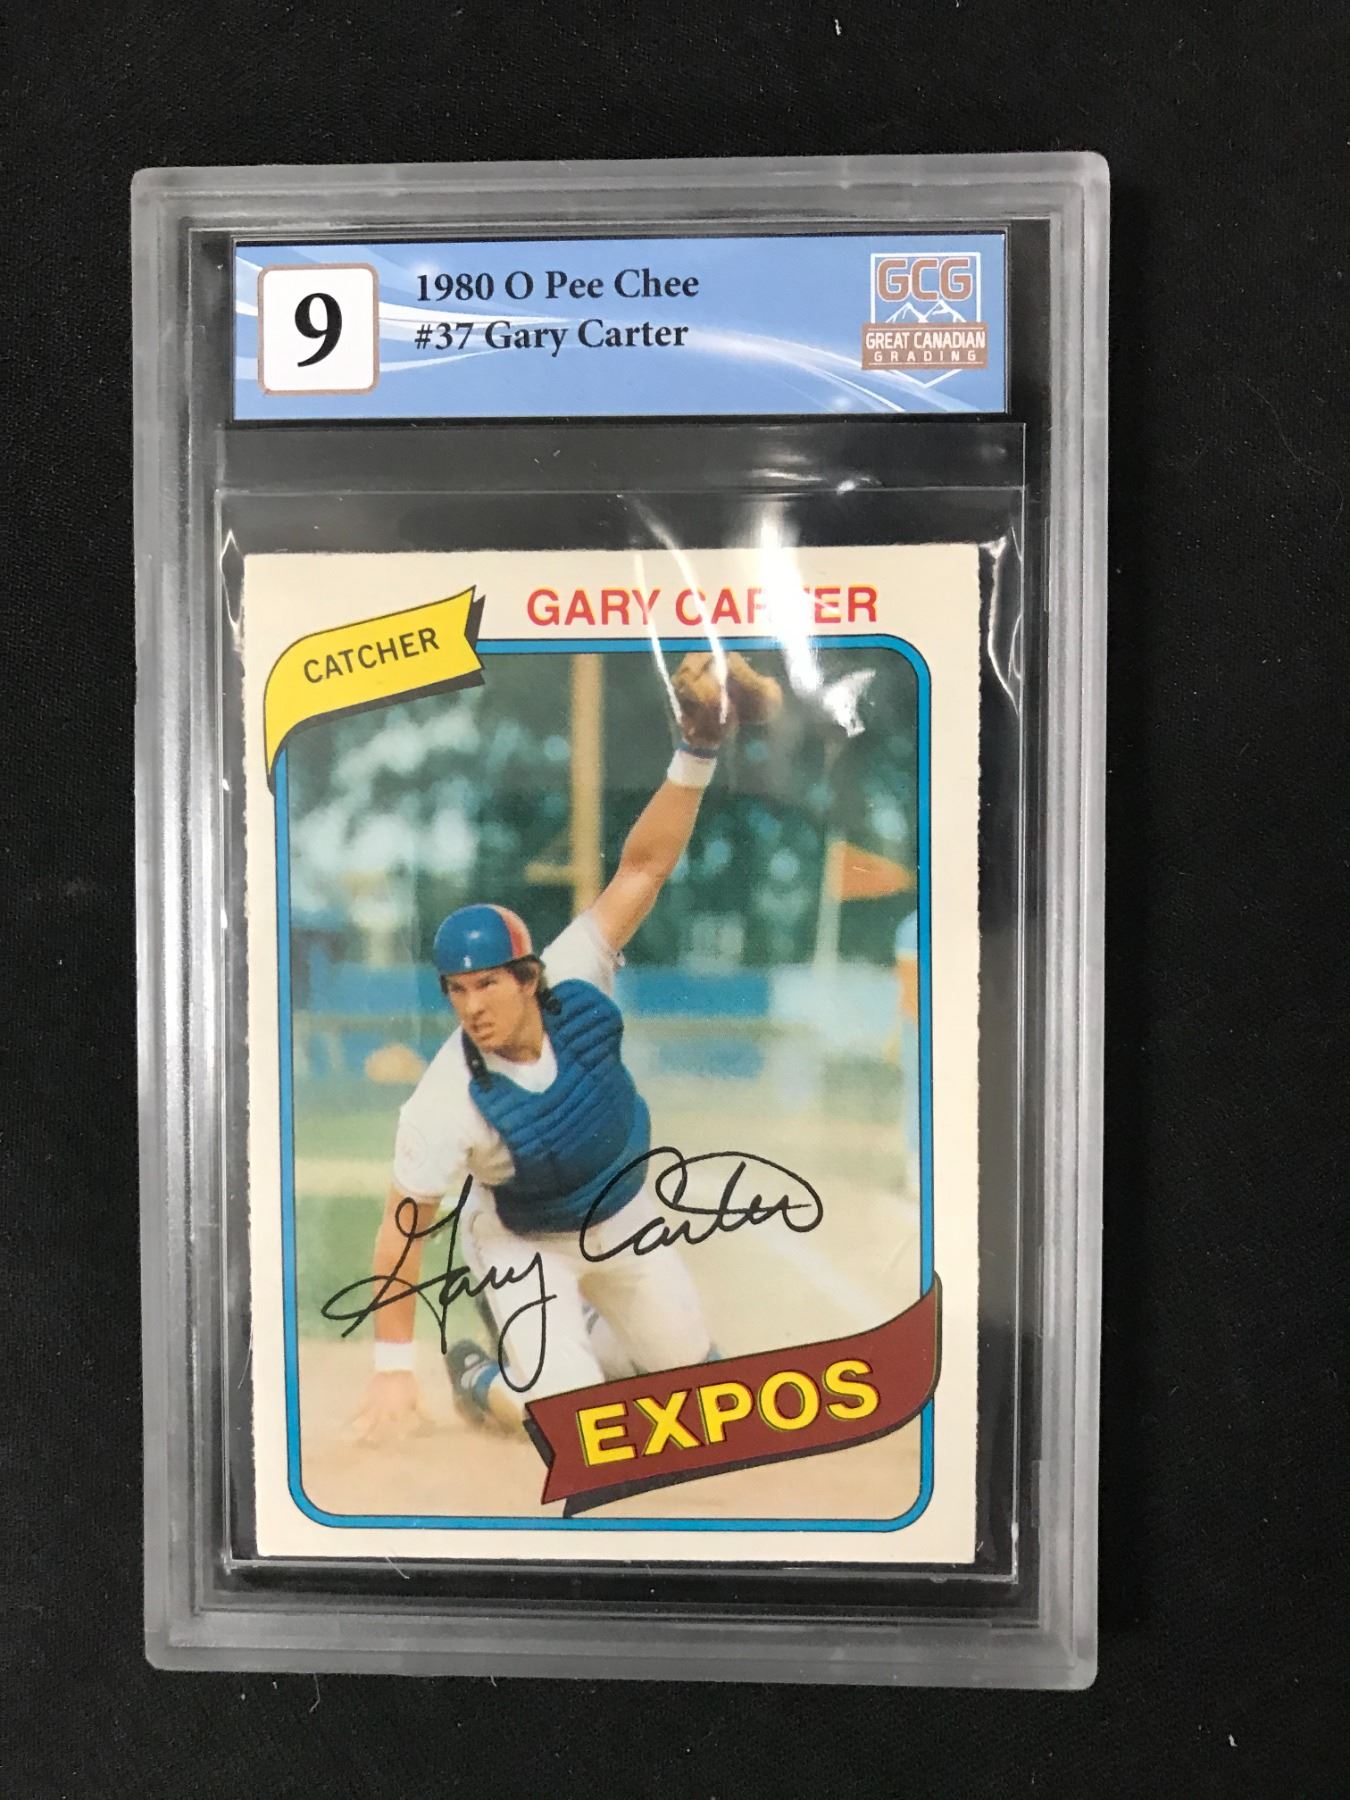 9
1980 O Pee Chee
#37 Gary Carter
GCG
GREAT CANADIAN
GRADING
CATCHER
GARY CARTER
Gary Carter
EXPOS